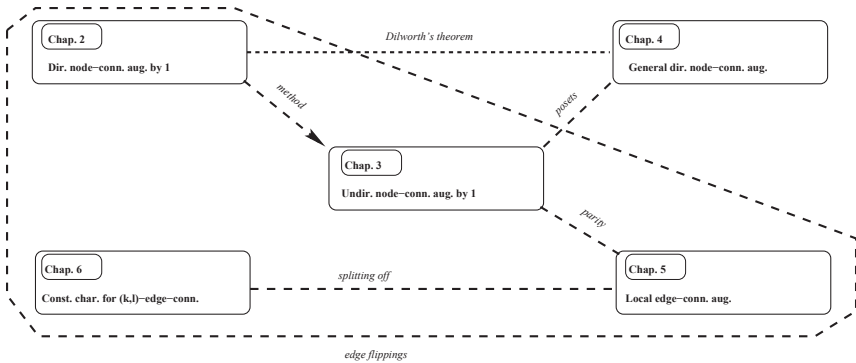 Chap. 2
Dir. node−conn. aug. by 1
Dilworth's theorem
Chap. 4
General dir. node−conn. aug.
method
posets
Chap. 3
Undir. node−conn. aug. by 1
parity
Chap. 6
Const. char. for (k,l)−edge−conn.
splitting off
Chap. 5
Local edge−conn. aug.
edge flippings